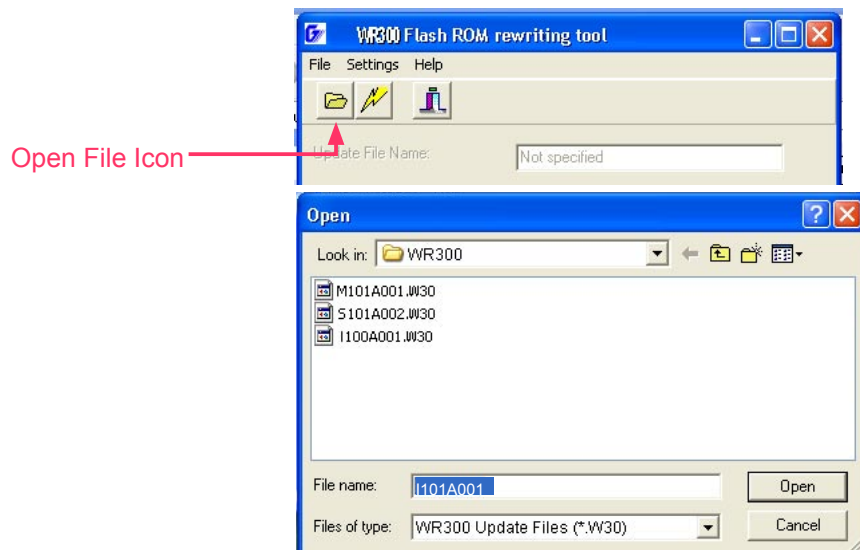 WR300 Flash ROM rewriting tool
File Settings Help
Open File Icon
Update File Name: Not specified
Open
Look in: WR300
M101A001.W30
S101A002.W30
I100A001.W30
File name: I101A001
Open
Files of type: WR300 Update Files (*.W30)
Cancel